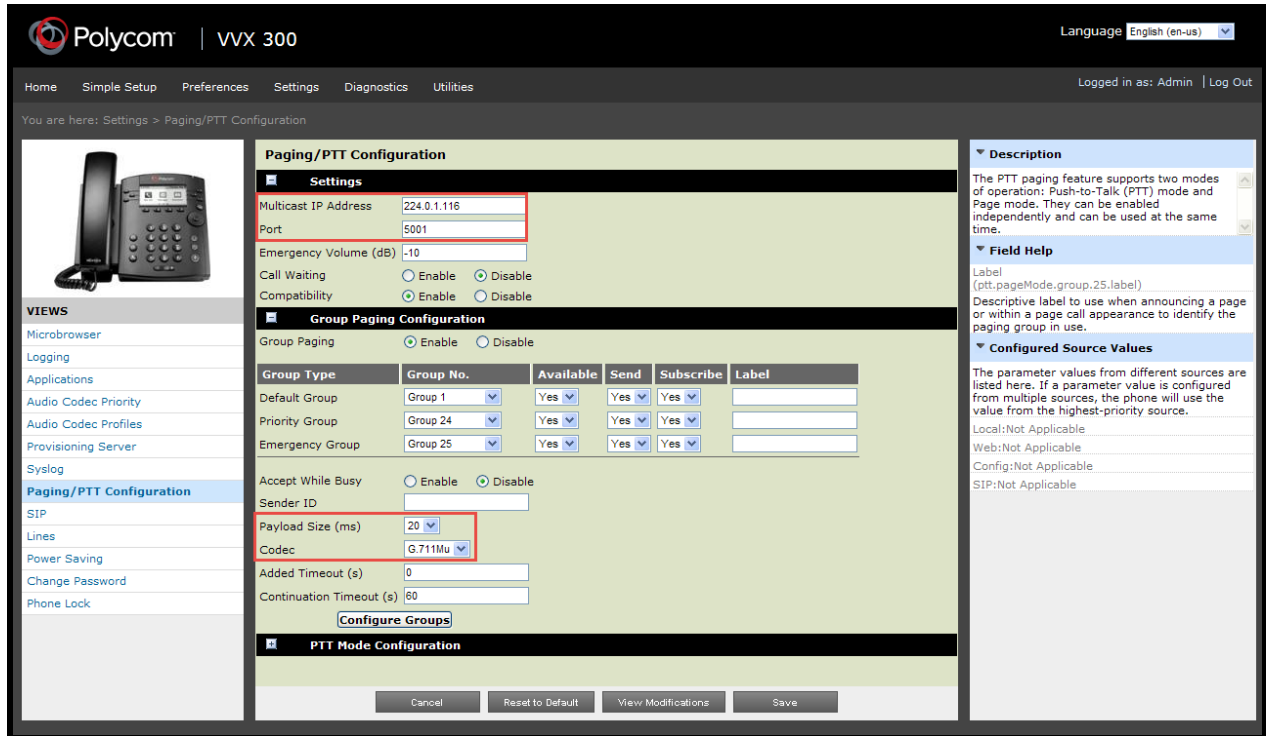 Polycom | VVX 300
Language English (en-us)
Home Simple Setup Preferences Settings Diagnostics Utilities
Logged in as: Admin | Log Out
You are here: Settings > Paging/PTT Configuration
VIEWS
Microbrowser
Logging
Applications
Audio Codec Priority
Audio Codec Profiles
Provisioning Server
Syslog
Paging/PTT Configuration
SIP
Lines
Power Saving
Change Password
Phone Lock
Paging/PTT Configuration
Settings
Multicast IP Address 224.0.1.116
Port 5001
Emergency Volume (dB) -10
Call Waiting Enable Disable
Compatibility Enable Disable
Group Paging Configuration
Group Paging Enable Disable
Group Type Group No. Available Send Subscribe Label
Default Group Group 1 Yes Yes Yes
Priority Group Group 24 Yes Yes Yes
Emergency Group Group 25 Yes Yes Yes
Accept While Busy Enable Disable
Sender ID
Payload Size (ms) 20
Codec G.711Mu
Added Timeout (s) 0
Continuation Timeout (s) 60
Configure Groups
PTT Mode Configuration
Cancel Reset to Default View Modifications Save
Description
The PTT paging feature supports two modes
of operation: Push-to-Talk (PTT) mode and
Page mode. They can be enabled
independently and can be used at the same
time.
Field Help
Label
(ptt.pageMode.group.25.label)
Descriptive label to use when announcing a page
or within a page call appearance to identify the
paging group in use.
Configured Source Values
The parameter values from different sources are
listed here. If a parameter value is configured
from multiple sources, the phone will use the
value from the highest-priority source.
Local:Not Applicable
Web:Not Applicable
Config:Not Applicable
SIP:Not Applicable